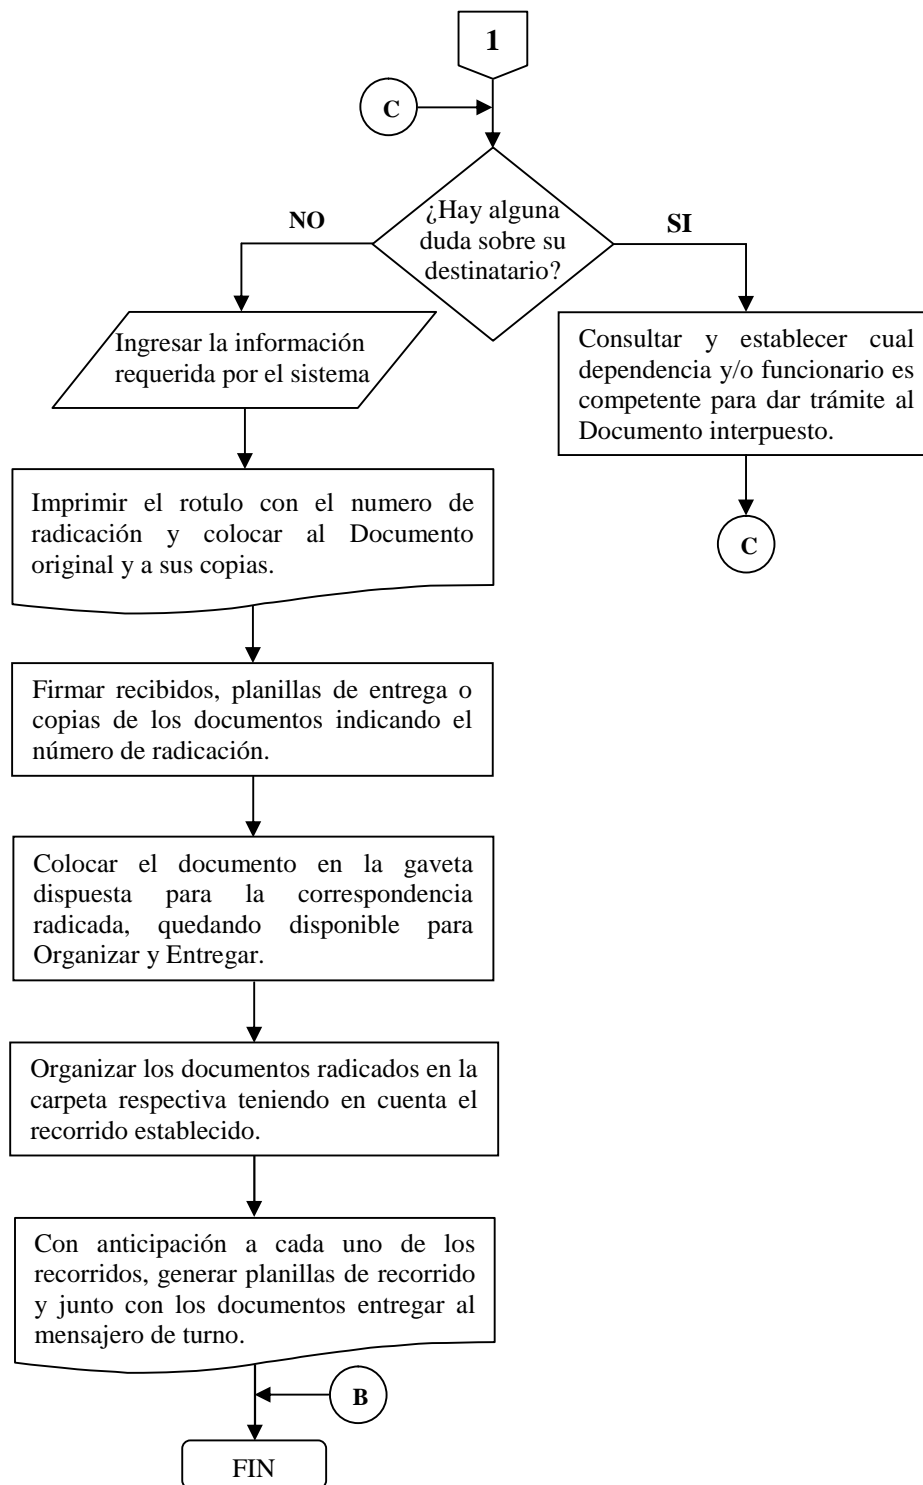 1
C
¿Hay alguna
duda sobre su
destinatario?
NO
SI
Ingresar la información
requerida por el sistema
Consultar y establecer cual
dependencia y/o funcionario es
competente para dar trámite al
Documento interpuesto.
C
Imprimir el rotulo con el numero de
radicación y colocar al Documento
original y a sus copias.
Firmar recibidos, planillas de entrega o
copias de los documentos indicando el
número de radicación.
Colocar el documento en la gaveta
dispuesta para la correspondencia
radicada, quedando disponible para
Organizar y Entregar.
Organizar los documentos radicados en la
carpeta respectiva teniendo en cuenta el
recorrido establecido.
Con anticipación a cada uno de los
recorridos, generar planillas de recorrido
y junto con los documentos entregar al
mensajero de turno.
B
FIN